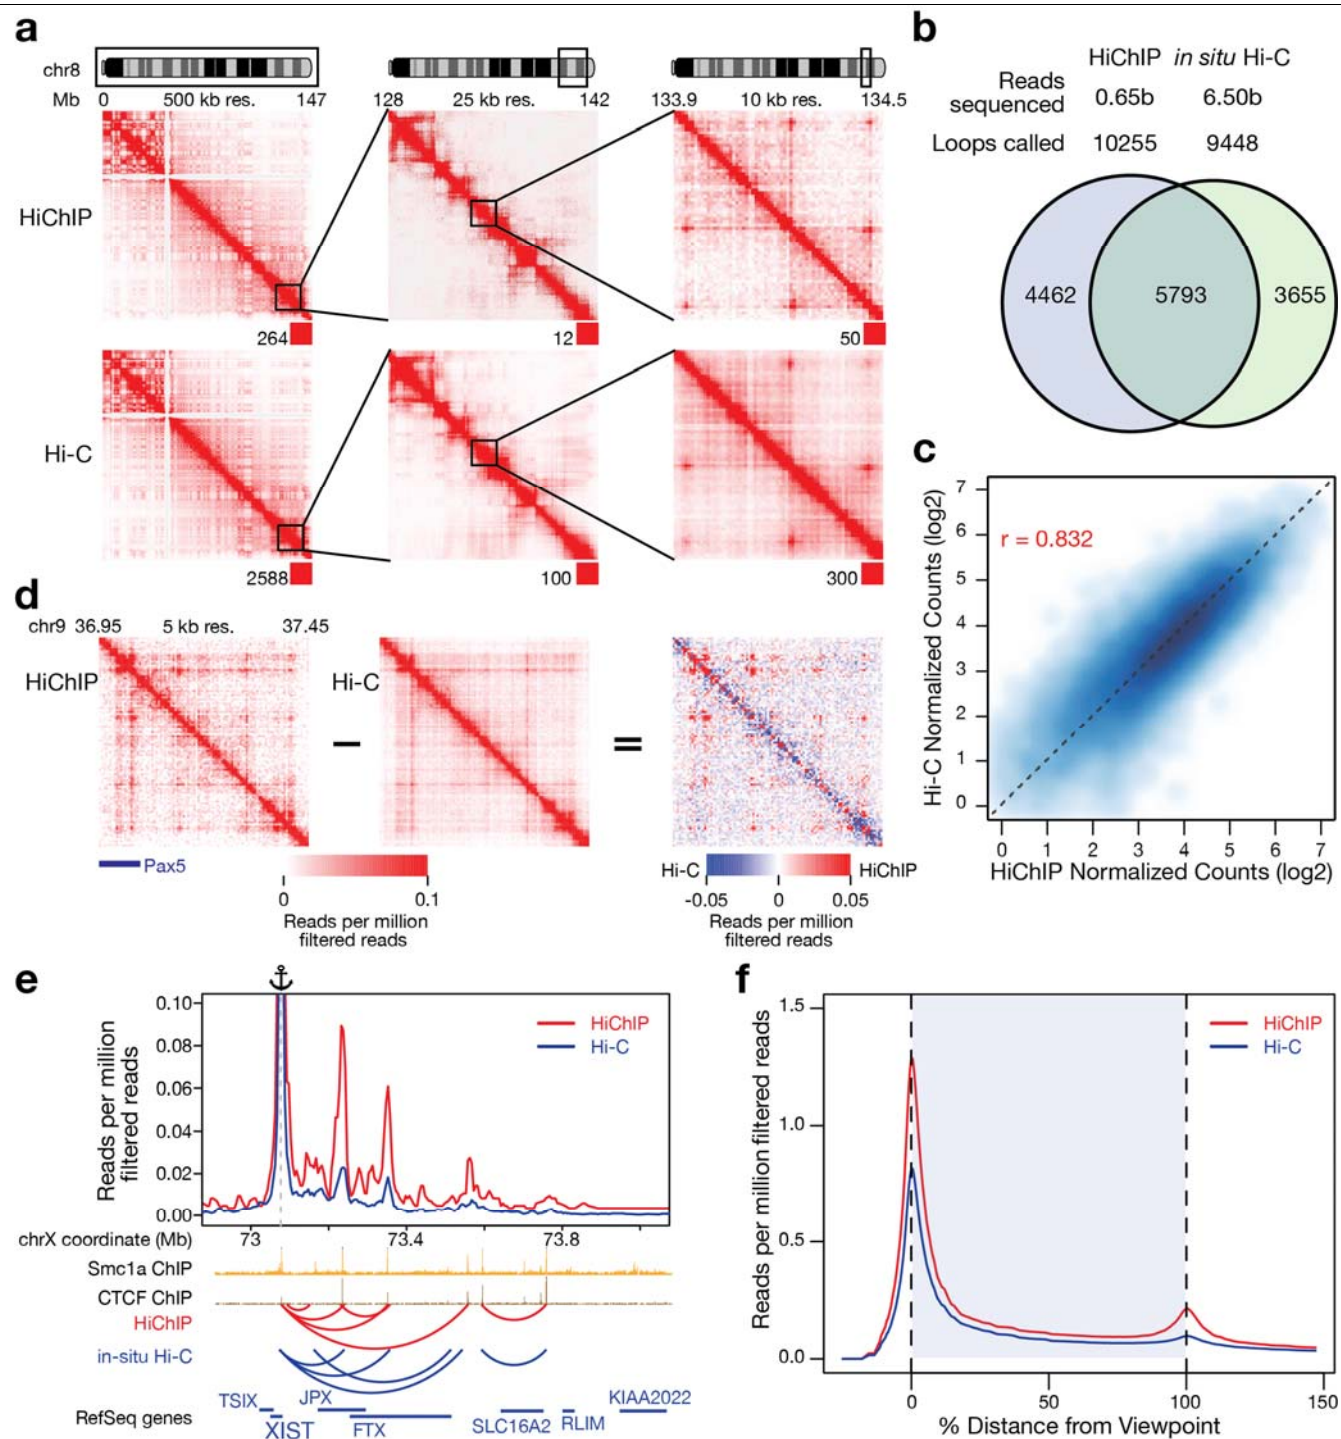 a
chr8
Mb
0 500 kb res. 147
128 25 kb res. 142
133.9 10 kb res. 134.5
HiChIP
264
12
50
Hi-C
2588
100
300
b
HiChIP in situ Hi-C
Reads sequenced 0.65b 6.50b
Loops called 10255 9448
4462 5793 3655
c
r = 0.832
Hi-C Normalized Counts (log2)
7
6
5
4
3
2
1
0
0 1 2 3 4 5 6 7
HiChIP Normalized Counts (log2)
d
chr9 36.95 5 kb res. 37.45
HiChIP
Hi-C
–
=
Pax5
0 0.1
Reads per million
filtered reads
Hi-C HiChIP
-0.05 0 0.05
Reads per million
filtered reads
e
Reads per million
filtered reads
0.10
0.08
0.06
0.04
0.02
0.00
HiChIP
Hi-C
chrX coordinate (Mb) 73 73.4 73.8
Smc1a ChIP
CTCF ChIP
HiChIP
in-situ Hi-C
RefSeq genes
TSIX JPX KIAA2022
XIST FTX SLC16A2 RLIM
f
Reads per million filtered reads
1.5
1.0
0.5
0.0
HiChIP
Hi-C
0 50 100 150
% Distance from Viewpoint